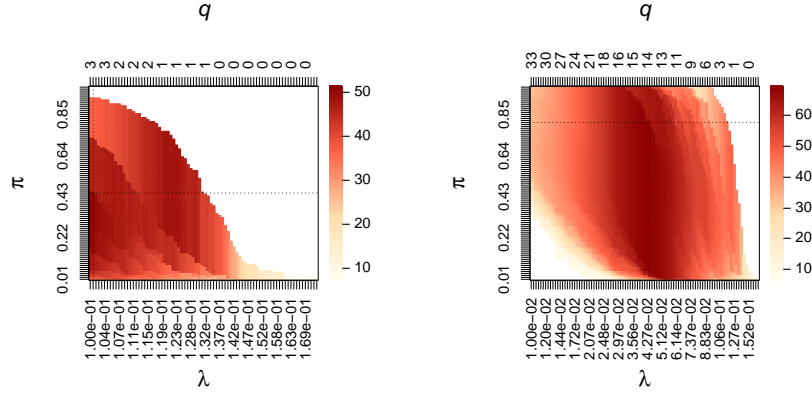 q
3 3 2 2 2 1 1 1 1 0 0 0 0 0 0
π
0.01 0.22 0.43 0.64 0.85
10 20 30 40 50
1.00e−01 1.04e−01 1.07e−01 1.11e−01 1.15e−01 1.19e−01 1.23e−01 1.28e−01 1.32e−01 1.37e−01 1.42e−01 1.47e−01 1.52e−01 1.58e−01 1.63e−01 1.69e−01
λ
q
33 30 27 24 21 18 16 15 14 13 11 9 6 3 1 0
π
0.01 0.22 0.43 0.64 0.85
10 20 30 40 50 60
1.00e−02 1.20e−02 1.44e−02 1.72e−02 2.07e−02 2.48e−02 2.97e−02 3.56e−02 4.27e−02 5.12e−02 6.14e−02 7.37e−02 8.83e−02 1.06e−01 1.27e−01 1.52e−01
λ